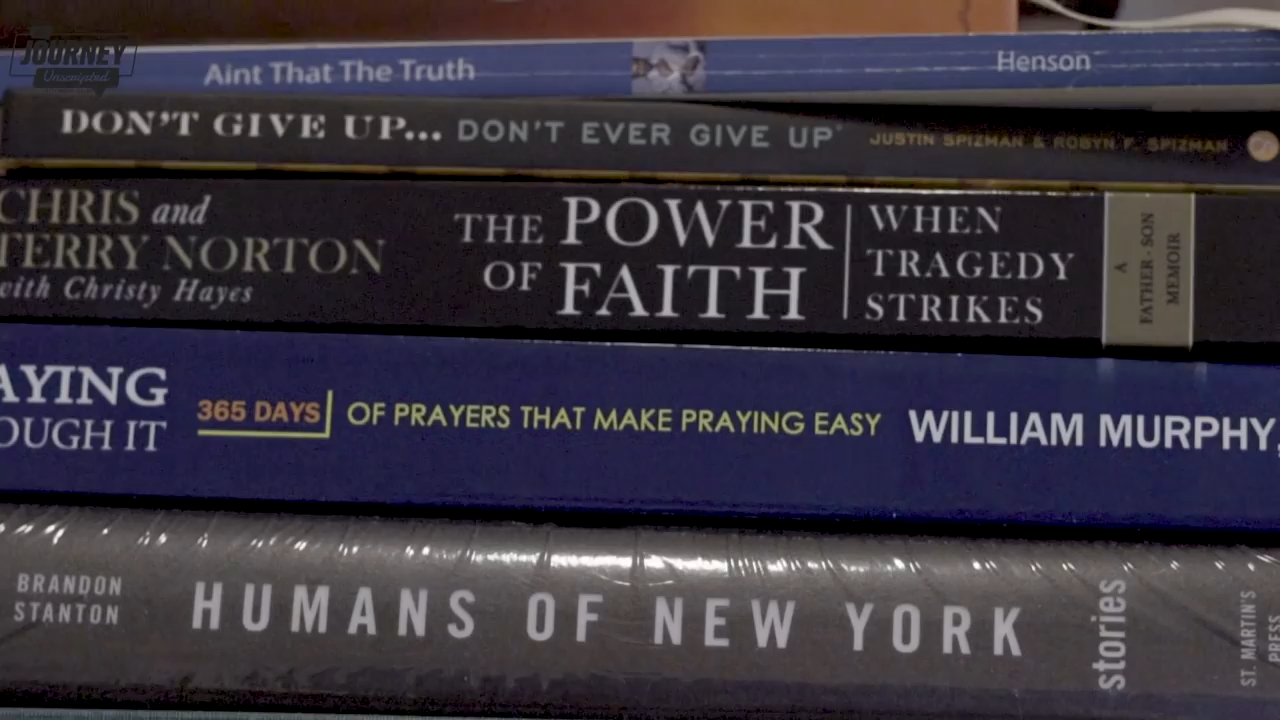 JOURNEY
Unscripted
Aint That The Truth
Henson
DON'T GIVE UP... DON'T EVER GIVE UP
JUSTIN SPIZMAN & ROBYN F. SPIZMAN
CHRIS and
TERRY NORTON
with Christy Hayes
THE POWER
OF FAITH
WHEN
TRAGEDY
STRIKES
A
FATHER-SON
MEMOIR
AYING
OUGH IT
365 DAYS OF PRAYERS THAT MAKE PRAYING EASY
WILLIAM MURPHY,
BRANDON
STANTON
HUMANS OF NEW YORK
stories
ST. MARTIN'S
PRESS